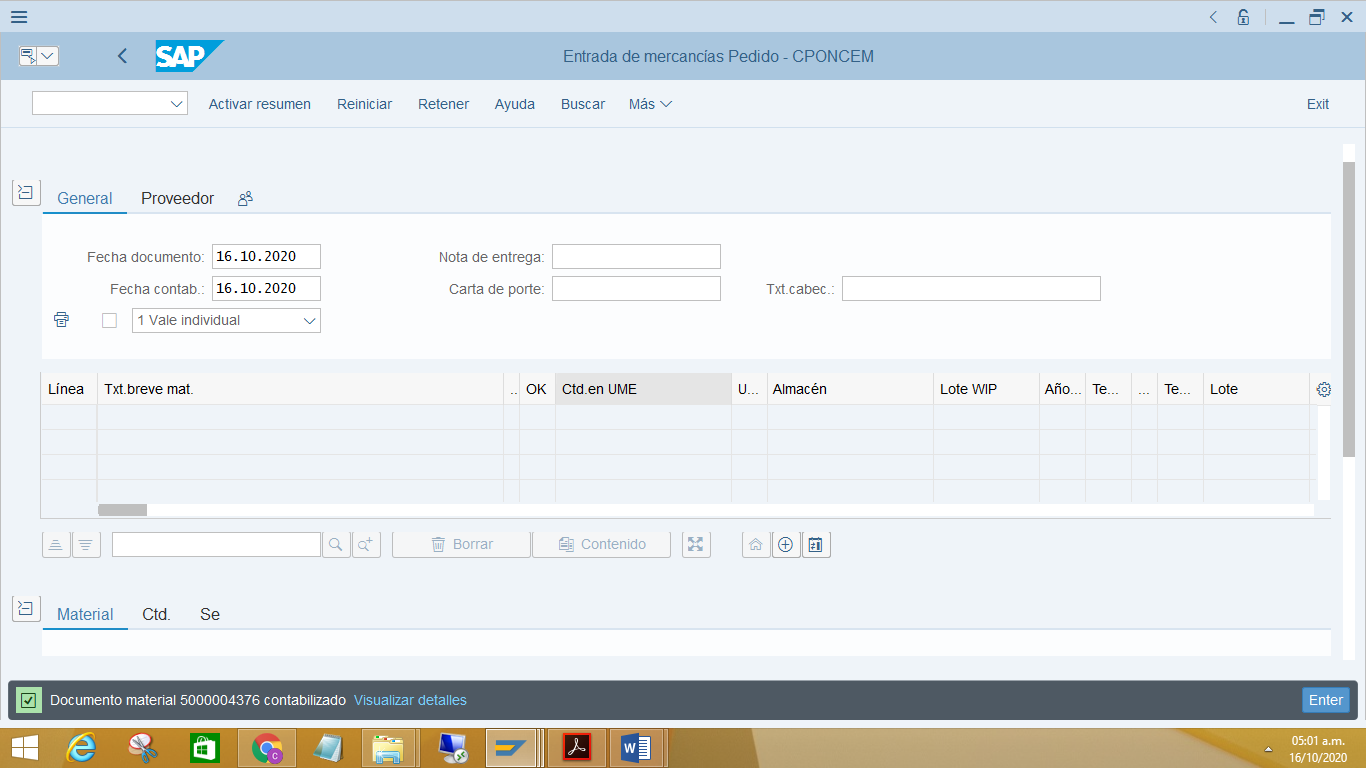 SAP
Entrada de mercancías Pedido - CPONCEM
Activar resumen Reiniciar Retener Ayuda Buscar Más Exit
General Proveedor
Fecha documento: 16.10.2020 Nota de entrega:
Fecha contab.: 16.10.2020 Carta de porte: Txt.cabec.:
1 Vale individual
Línea Txt.breve mat. .. OK Ctd.en UME U... Almacén Lote WIP Año... Te... ... Te... Lote
Borrar Contenido
Material Ctd. Se
Documento material 5000004376 contabilizado Visualizar detalles Enter
05:01 a.m.
16/10/2020